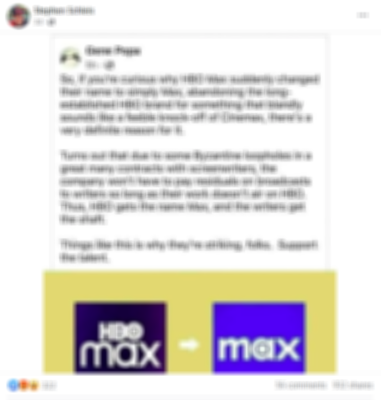 Gene Pope
So, if you're curious why HBO Max suddenly changed
their name to simply Max, abandoning the long-
established HBO brand for something that blandly
sounds like a feeble knock-off of Cinemax, there's a
very definite reason for it.
Turns out that due to some Byzantine loopholes in a
great many contracts with screenwriters, the
company won't have to pay residuals on broadcasts
to writers so long as their work doesn't air on HBO.
Thus, HBO gets the name Max, and the writers get
the shaft.
Things like this is why they're striking, folks. Support
the talent.
HBO
max
max
comments
shares